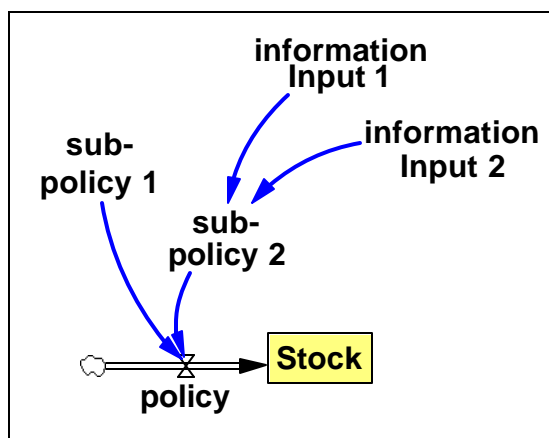 information
Input 1
information
Input 2
sub-
policy 1
sub-
policy 2
Stock
policy